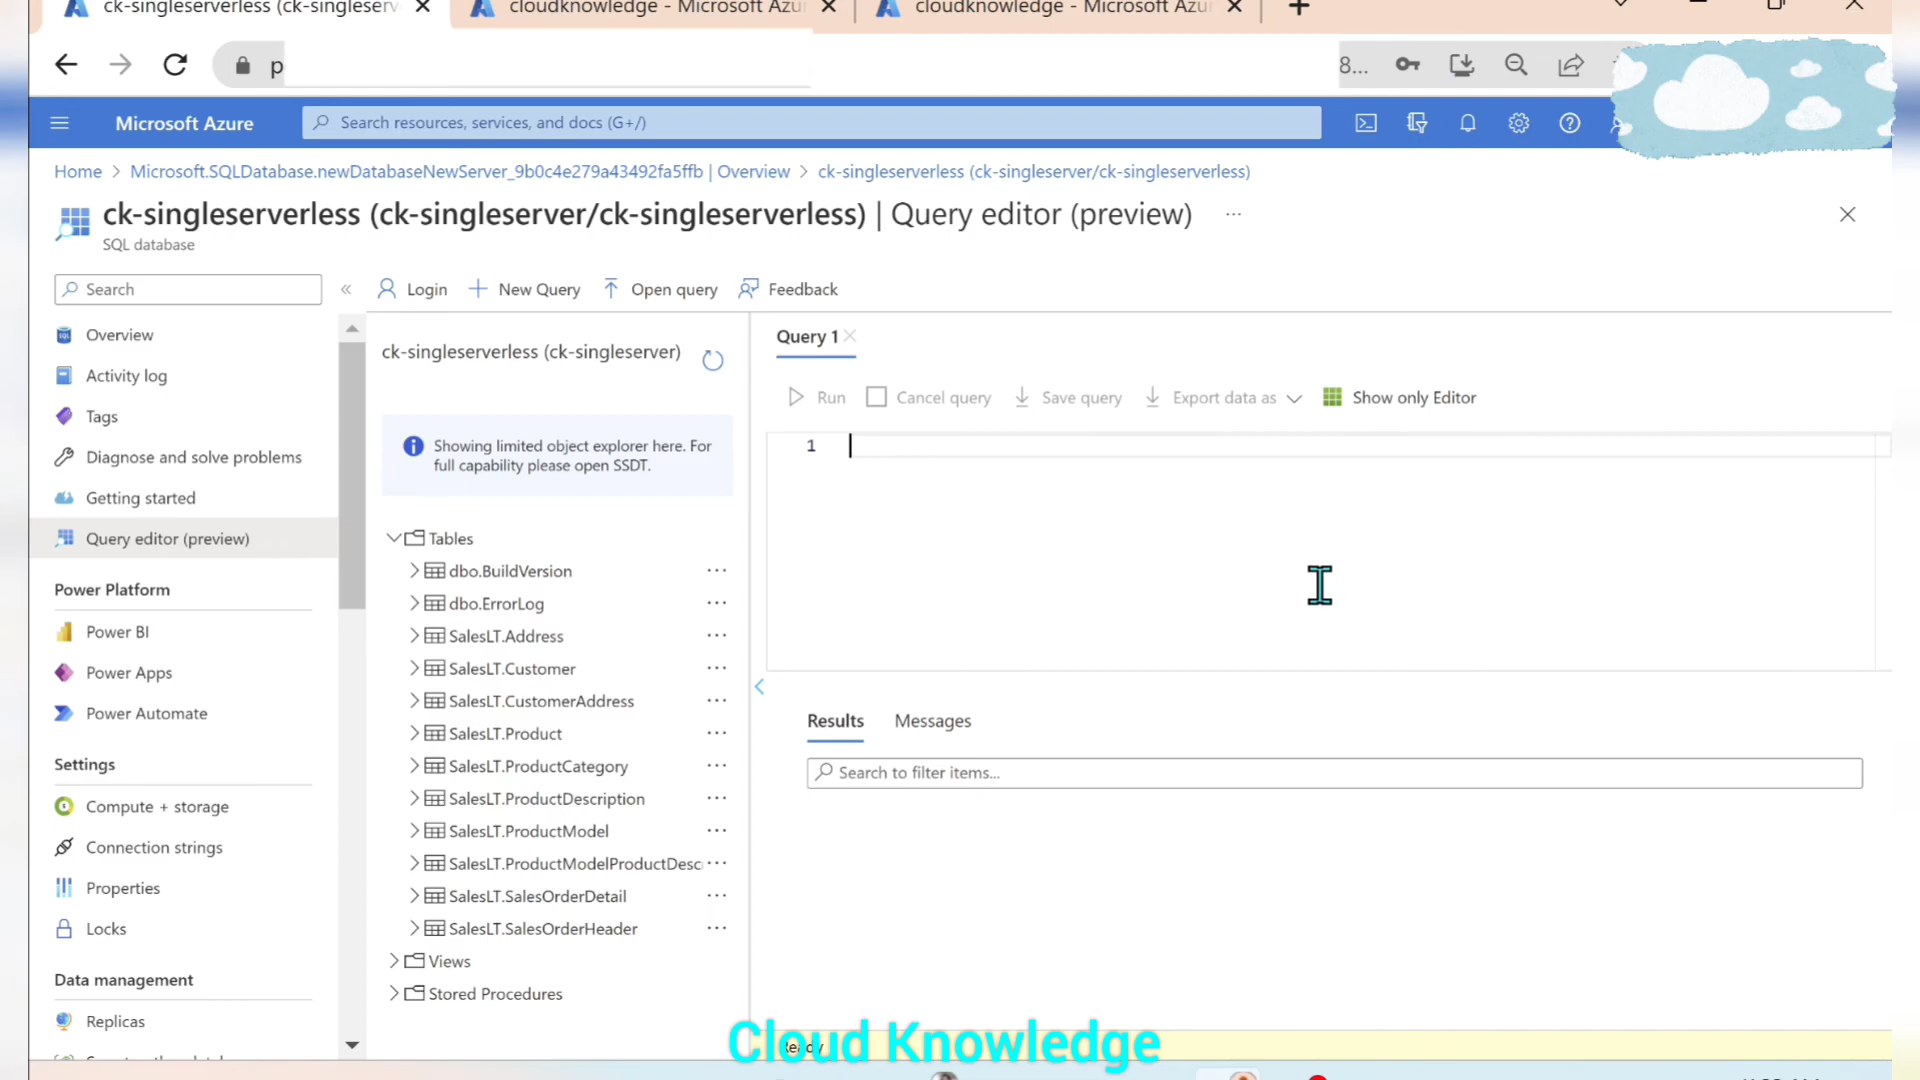 ck-singleserverless (ck-singleserv
cloudknowledge - Microsoft Azu
cloudknowledge - Microsoft Azu
p
8...
Microsoft Azure
Search resources, services, and docs (G+/)
Home > Microsoft.SQLDatabase.newDatabaseNewServer_9b0c4e279a43492fa5ffb | Overview > ck-singleserverless (ck-singleserver/ck-singleserverless)
ck-singleserverless (ck-singleserver/ck-singleserverless) | Query editor (preview) ...
SQL database
Search
Login
New Query
Open query
Feedback
Overview
Activity log
Tags
Diagnose and solve problems
Getting started
Query editor (preview)
Power Platform
Power BI
Power Apps
Power Automate
Settings
Compute + storage
Connection strings
Properties
Locks
Data management
Replicas
ck-singleserverless (ck-singleserver)
Showing limited object explorer here. For
full capability please open SSDT.
Tables
dbo.BuildVersion
dbo.ErrorLog
SalesLT.Address
SalesLT.Customer
SalesLT.CustomerAddress
SalesLT.Product
SalesLT.ProductCategory
SalesLT.ProductDescription
SalesLT.ProductModel
SalesLT.ProductModelProductDesc
SalesLT.SalesOrderDetail
SalesLT.SalesOrderHeader
Views
Stored Procedures
Query 1
Run
Cancel query
Save query
Export data as
Show only Editor
1
Results
Messages
Search to filter items...
Ready
Cloud Knowledge